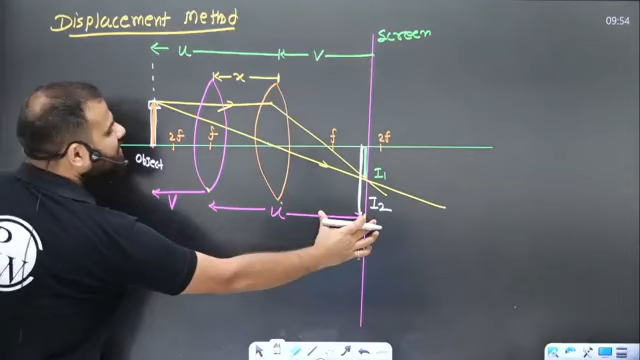 Displacement Method
09:54
Screen
u
v
x
2f
f
f
2f
Object
I1
I2
v
u
W